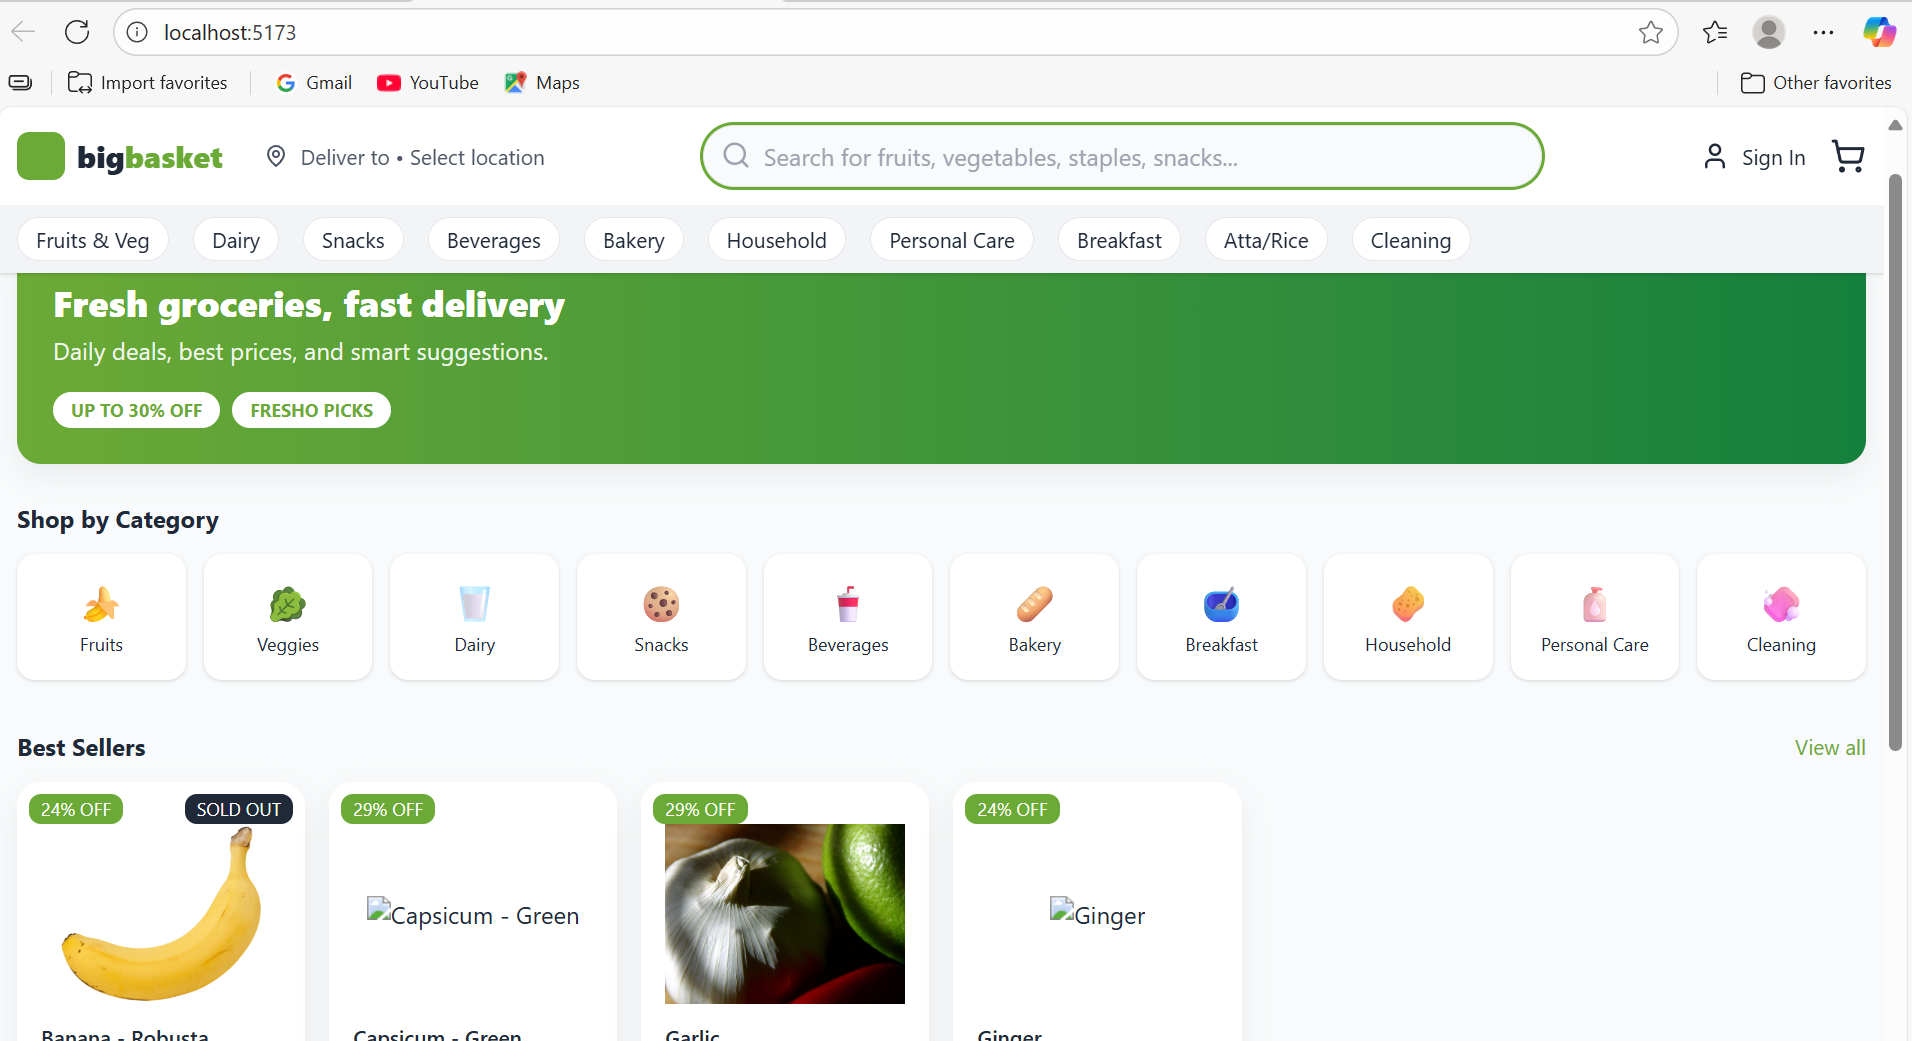 localhost:5173
Import favorites
Gmail
YouTube
Maps
Other favorites
bigbasket
Deliver to • Select location
Search for fruits, vegetables, staples, snacks...
Sign In
Fruits & Veg
Dairy
Snacks
Beverages
Bakery
Household
Personal Care
Breakfast
Atta/Rice
Cleaning
Fresh groceries, fast delivery
Daily deals, best prices, and smart suggestions.
UP TO 30% OFF
FRESHO PICKS
Shop by Category
Fruits
Veggies
Dairy
Snacks
Beverages
Bakery
Breakfast
Household
Personal Care
Cleaning
Best Sellers
View all
24% OFF
SOLD OUT
29% OFF
29% OFF
24% OFF
Capsicum - Green
Ginger
Banana - Robusta
Capsicum - Green
Garlic
Ginger